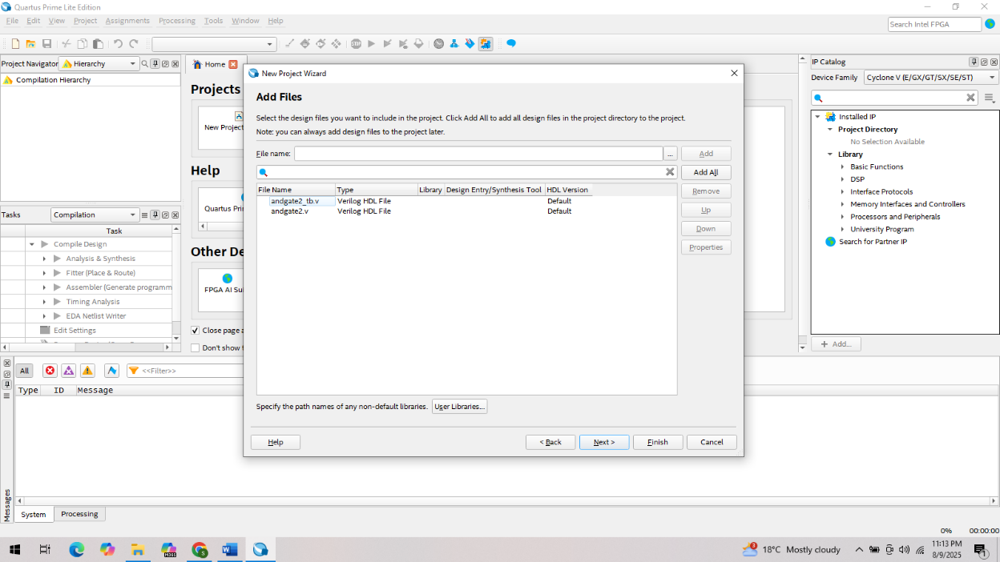 Quartus Prime Lite Edition
File Edit View Project Assignments Processing Tools Window Help
Search Intel FPGA
Project Navigator Hierarchy
Compilation Hierarchy
Home
Projects
New Project
Help
Quartus Pri
Other De
FPGA AI Su
Close page a
Don't show t
Tasks Compilation
Task
Compile Design
Analysis & Synthesis
Fitter (Place & Route)
Assembler (Generate programm
Timing Analysis
EDA Netlist Writer
Edit Settings
New Project Wizard
Add Files
Select the design files you want to include in the project. Click Add All to add all design files in the project directory to the project.
Note: you can always add design files to the project later.
File name: ... Add
Add All
File Name Type Library Design Entry/Synthesis Tool HDL Version
andgate2_tb.v Verilog HDL File Default
andgate2.v Verilog HDL File Default
Remove
Up
Down
Properties
Specify the path names of any non-default libraries. User Libraries...
Help < Back Next > Finish Cancel
IP Catalog
Device Family Cyclone V (E/GX/GT/SX/SE/ST)
Installed IP
Project Directory
No Selection Available
Library
Basic Functions
DSP
Interface Protocols
Memory Interfaces and Controllers
Processors and Peripherals
University Program
Search for Partner IP
+ Add...
All <<Filter>>
Type ID Message
Messages
System Processing
0% 00:00:00
3 18°C Mostly cloudy
11:13 PM
8/9/2025
1